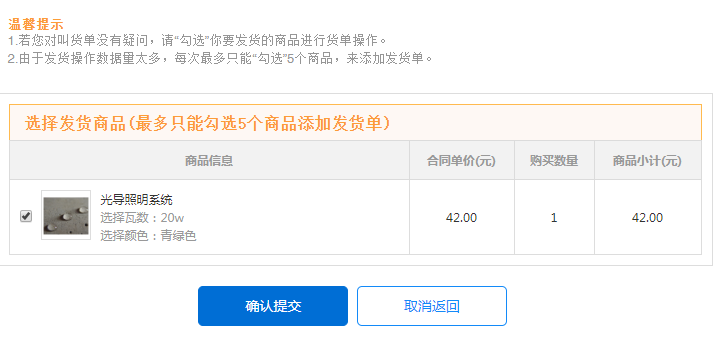 温馨提示
1.若您对叫货单没有疑问，请“勾选”你要发货的商品进行货单操作。
2.由于发货操作数据量太多，每次最多只能“勾选”5个商品，来添加发货单。
选择发货商品(最多只能勾选5个商品添加发货单)
商品信息 合同单价(元) 购买数量 商品小计(元)
光导照明系统
选择瓦数：20w
选择颜色：青绿色
42.00 1 42.00
确认提交 取消返回